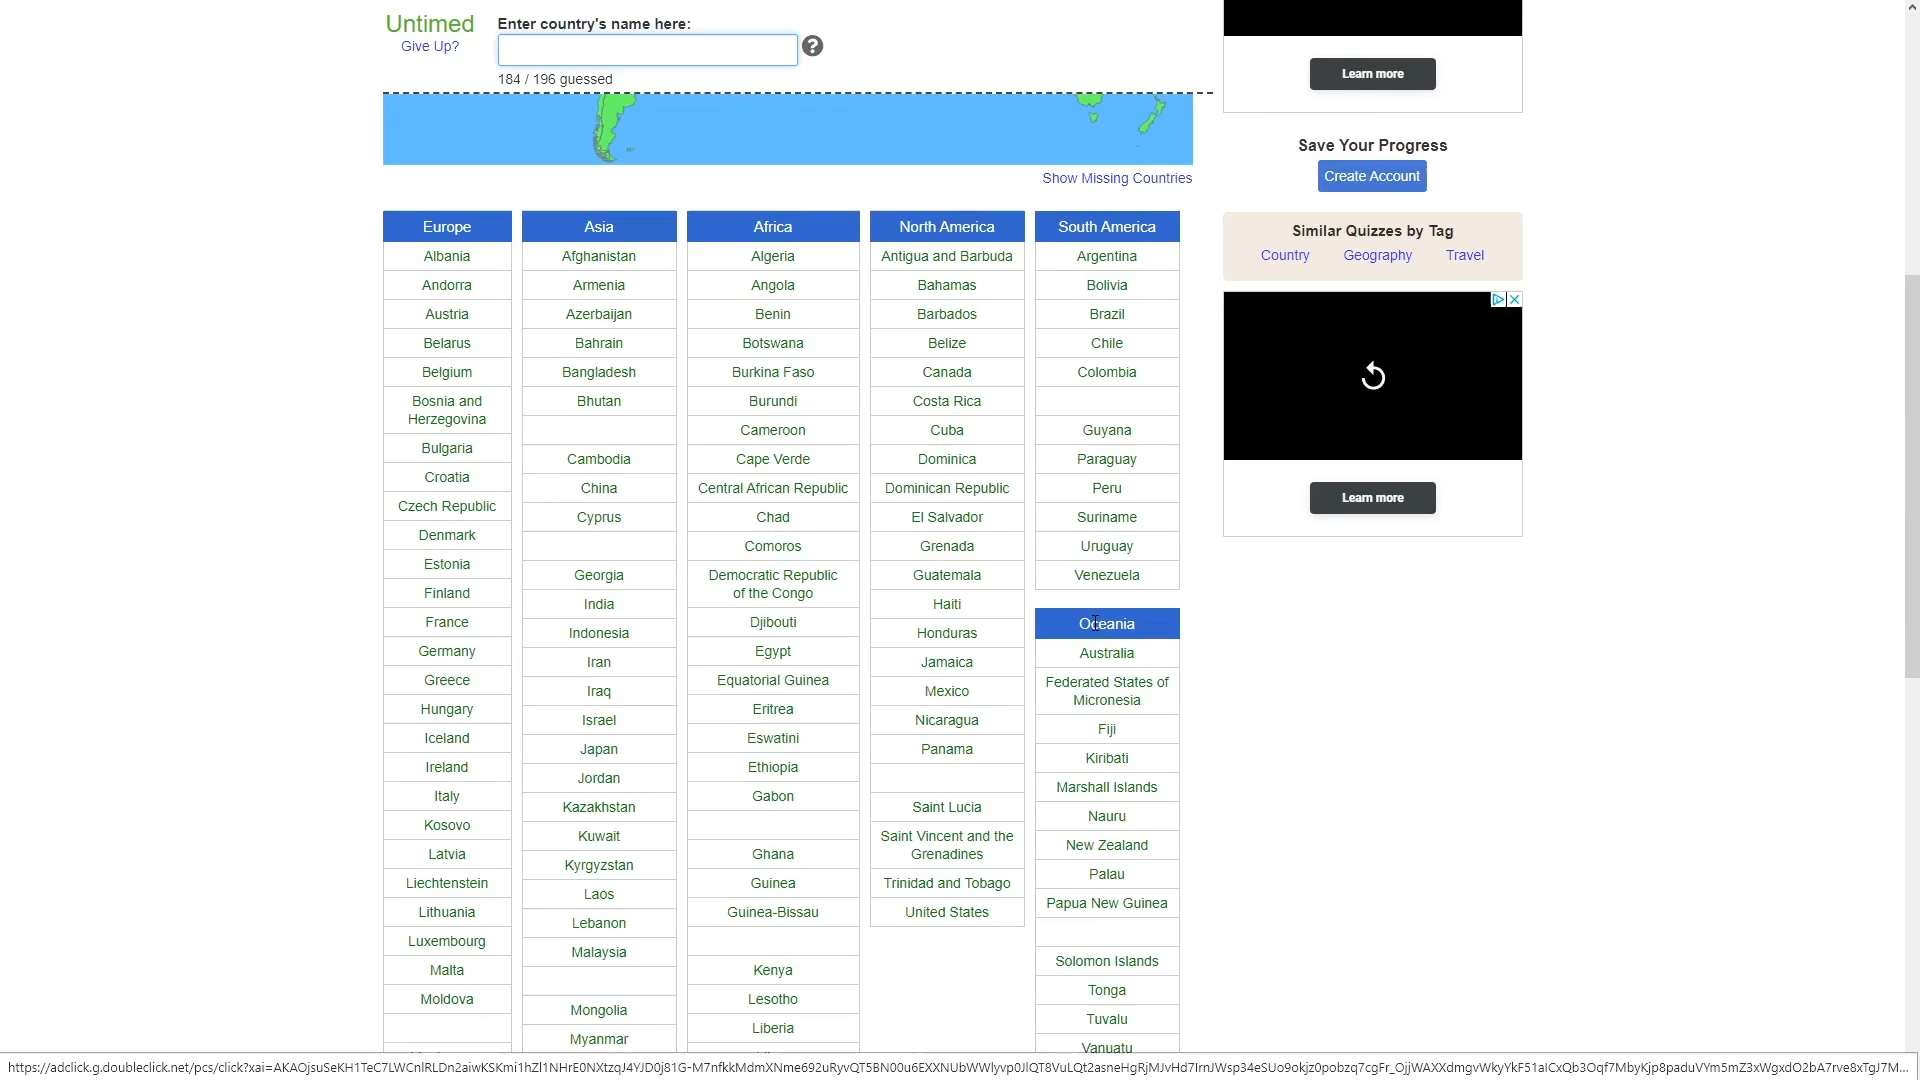 Untimed
Give Up?
Enter country's name here:
?
184 / 196 guessed
Show Missing Countries
Europe
Albania
Andorra
Austria
Belarus
Belgium
Bosnia and
Herzegovina
Bulgaria
Croatia
Czech Republic
Denmark
Estonia
Finland
France
Germany
Greece
Hungary
Iceland
Ireland
Italy
Kosovo
Latvia
Liechtenstein
Lithuania
Luxembourg
Malta
Moldova
Asia
Afghanistan
Armenia
Azerbaijan
Bahrain
Bangladesh
Bhutan
Cambodia
China
Cyprus
Georgia
India
Indonesia
Iran
Iraq
Israel
Japan
Jordan
Kazakhstan
Kuwait
Kyrgyzstan
Laos
Lebanon
Malaysia
Mongolia
Myanmar
Africa
Algeria
Angola
Benin
Botswana
Burkina Faso
Burundi
Cameroon
Cape Verde
Central African Republic
Chad
Comoros
Democratic Republic
of the Congo
Djibouti
Egypt
Equatorial Guinea
Eritrea
Eswatini
Ethiopia
Gabon
Ghana
Guinea
Guinea-Bissau
Kenya
Lesotho
Liberia
North America
Antigua and Barbuda
Bahamas
Barbados
Belize
Canada
Costa Rica
Cuba
Dominica
Dominican Republic
El Salvador
Grenada
Guatemala
Haiti
Honduras
Jamaica
Mexico
Nicaragua
Panama
Saint Lucia
Saint Vincent and the
Grenadines
Trinidad and Tobago
United States
South America
Argentina
Bolivia
Brazil
Chile
Colombia
Guyana
Paraguay
Peru
Suriname
Uruguay
Venezuela
Oceania
Australia
Federated States of
Micronesia
Fiji
Kiribati
Marshall Islands
Nauru
New Zealand
Palau
Papua New Guinea
Solomon Islands
Tonga
Tuvalu
Vanuatu
Learn more
Save Your Progress
Create Account
Similar Quizzes by Tag
Country
Geography
Travel
Learn more